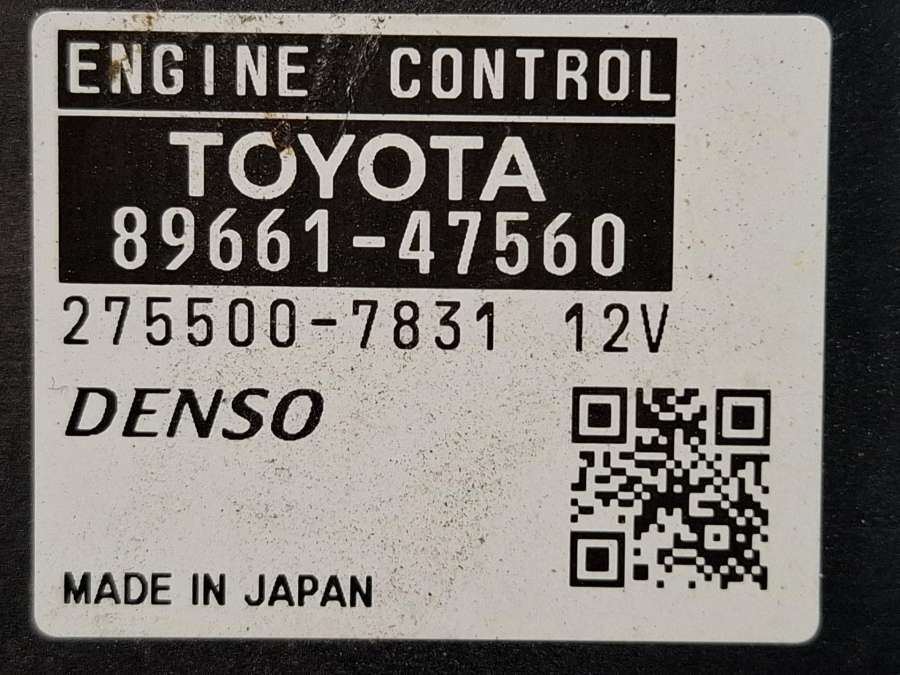 ENGINE CONTROL
TOYOTA
89661-47560
275500-7831 12V
DENSO
MADE IN JAPAN